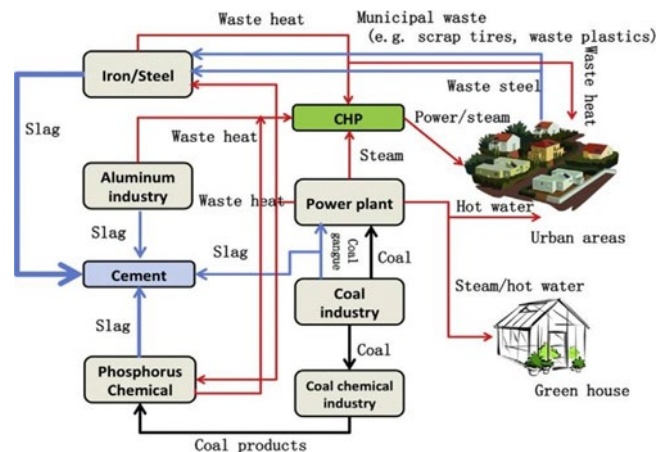 Waste heat
Municipal waste
(e.g. scrap tires, waste plastics)
Iron/Steel
Waste steel
Waste heat
Slag
Waste heat
CHP
Power/steam
Steam
Aluminum
industry
Waste heat
Power plant
Hot water
Urban areas
Slag
Slag
Coal
gangue
Coal
Cement
Steam/hot water
Coal
industry
Slag
Coal
Phosphorus
Chemical
Coal chemical
industry
Green house
Coal products